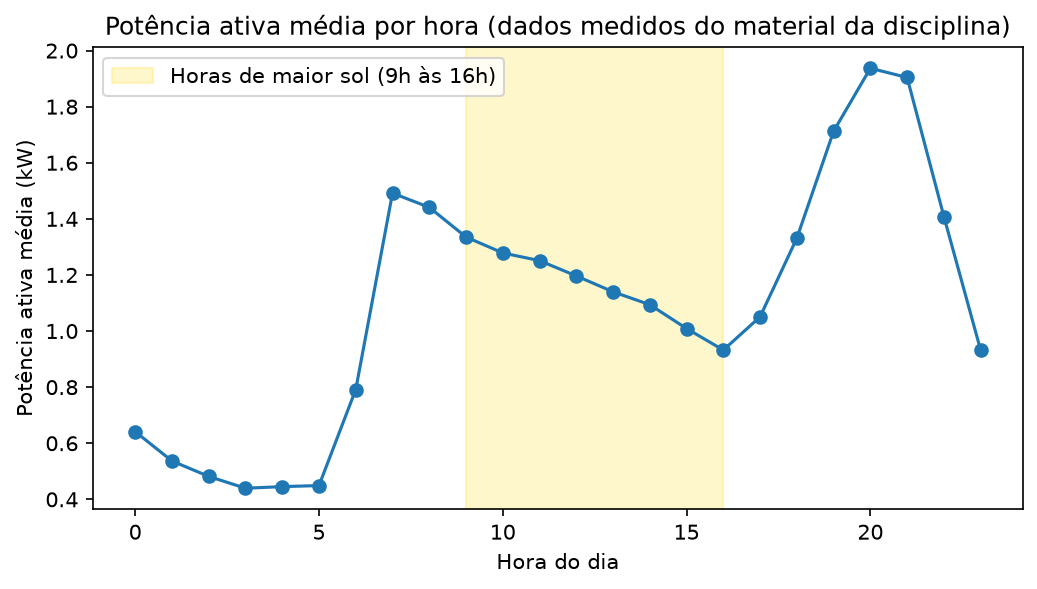 Potência ativa média por hora (dados medidos do material da disciplina)
Horas de maior sol (9h às 16h)
Potência ativa média (kW)
2.0
1.8
1.6
1.4
1.2
1.0
0.8
0.6
0.4
0 5 10 15 20
Hora do dia